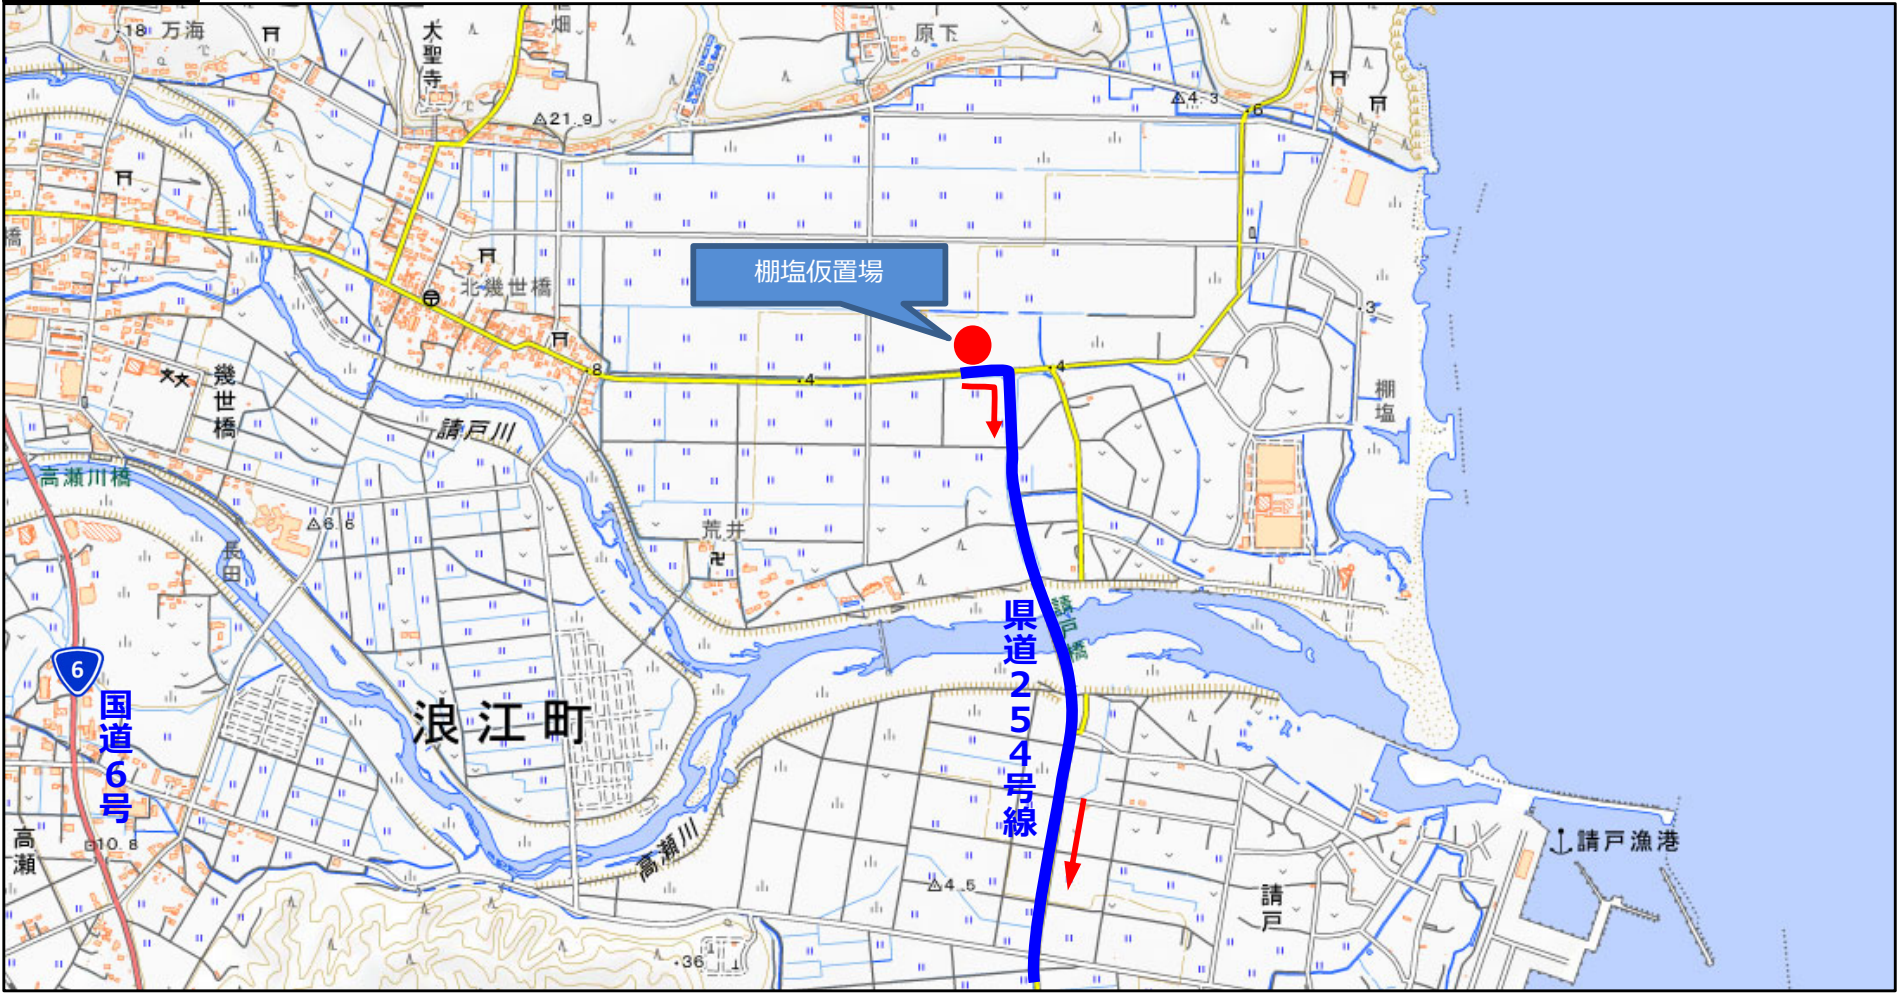 18
万海
大聖寺
畑
原下
21.9
4.3
6
橋
棚塩仮置場
北幾世橋
3
8
4
4
幾世橋
棚塩
請戸川
高瀬川橋
6.6
荒井
長田
県道254号線
請戸橋
6
国道6号
浪江町
高瀬
10.8
高瀬川
4.5
請戸漁港
請戸
36